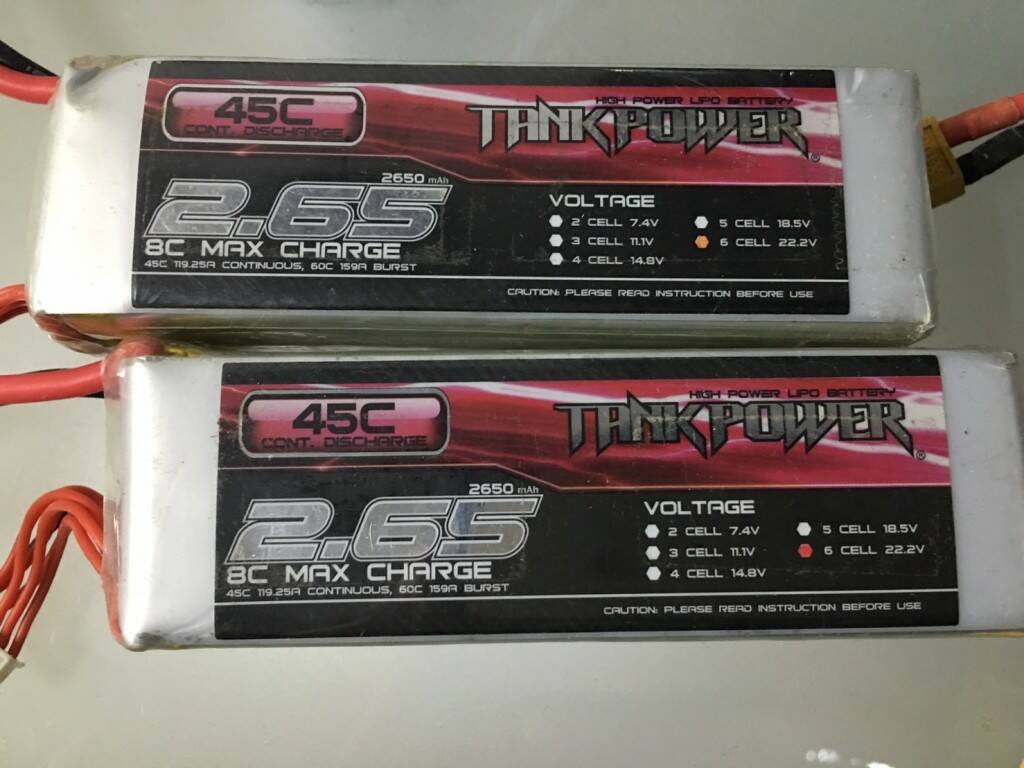 45C
CONT. DISCHARGE
HIGH POWER LIPO BATTERY
TANKPOWER®
2650 mAh
2.65
8C MAX CHARGE
45C 119.25A CONTINUOUS, 60C 159A BURST
VOLTAGE
2 CELL 7.4V
3 CELL 11.1V
4 CELL 14.8V
5 CELL 18.5V
6 CELL 22.2V
CAUTION: PLEASE READ INSTRUCTION BEFORE USE
45C
CONT. DISCHARGE
HIGH POWER LIPO BATTERY
TANKPOWER®
2650 mAh
2.65
8C MAX CHARGE
45C 119.25A CONTINUOUS, 60C 159A BURST
VOLTAGE
2 CELL 7.4V
3 CELL 11.1V
4 CELL 14.8V
5 CELL 18.5V
6 CELL 22.2V
CAUTION: PLEASE READ INSTRUCTION BEFORE USE